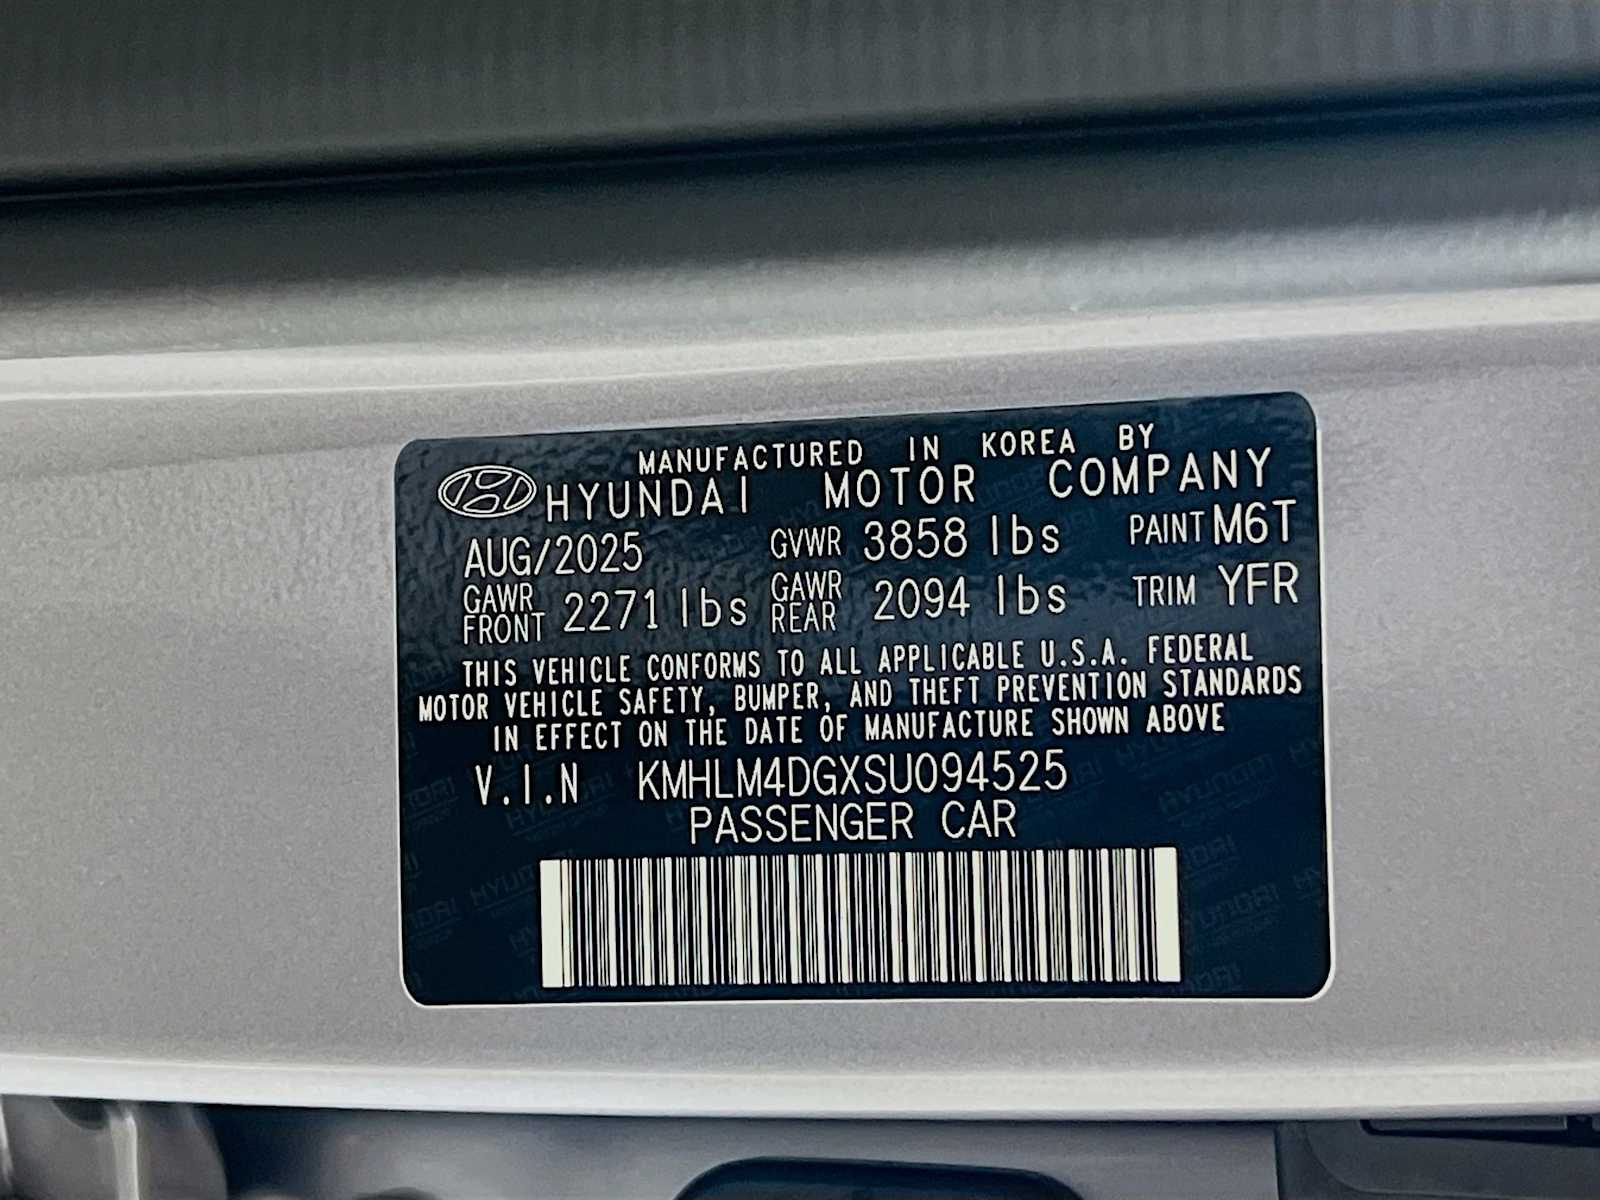 MANUFACTURED IN KOREA BY
HYUNDAI MOTOR COMPANY
AUG/2025 GVWR 3858 lbs PAINT M6T
GAWR FRONT 2271 lbs GAWR REAR 2094 lbs TRIM YFR
THIS VEHICLE CONFORMS TO ALL APPLICABLE U.S.A. FEDERAL
MOTOR VEHICLE SAFETY, BUMPER, AND THEFT PREVENTION STANDARDS
IN EFFECT ON THE DATE OF MANUFACTURE SHOWN ABOVE
V.I.N KMHLM4DGXSU094525
PASSENGER CAR